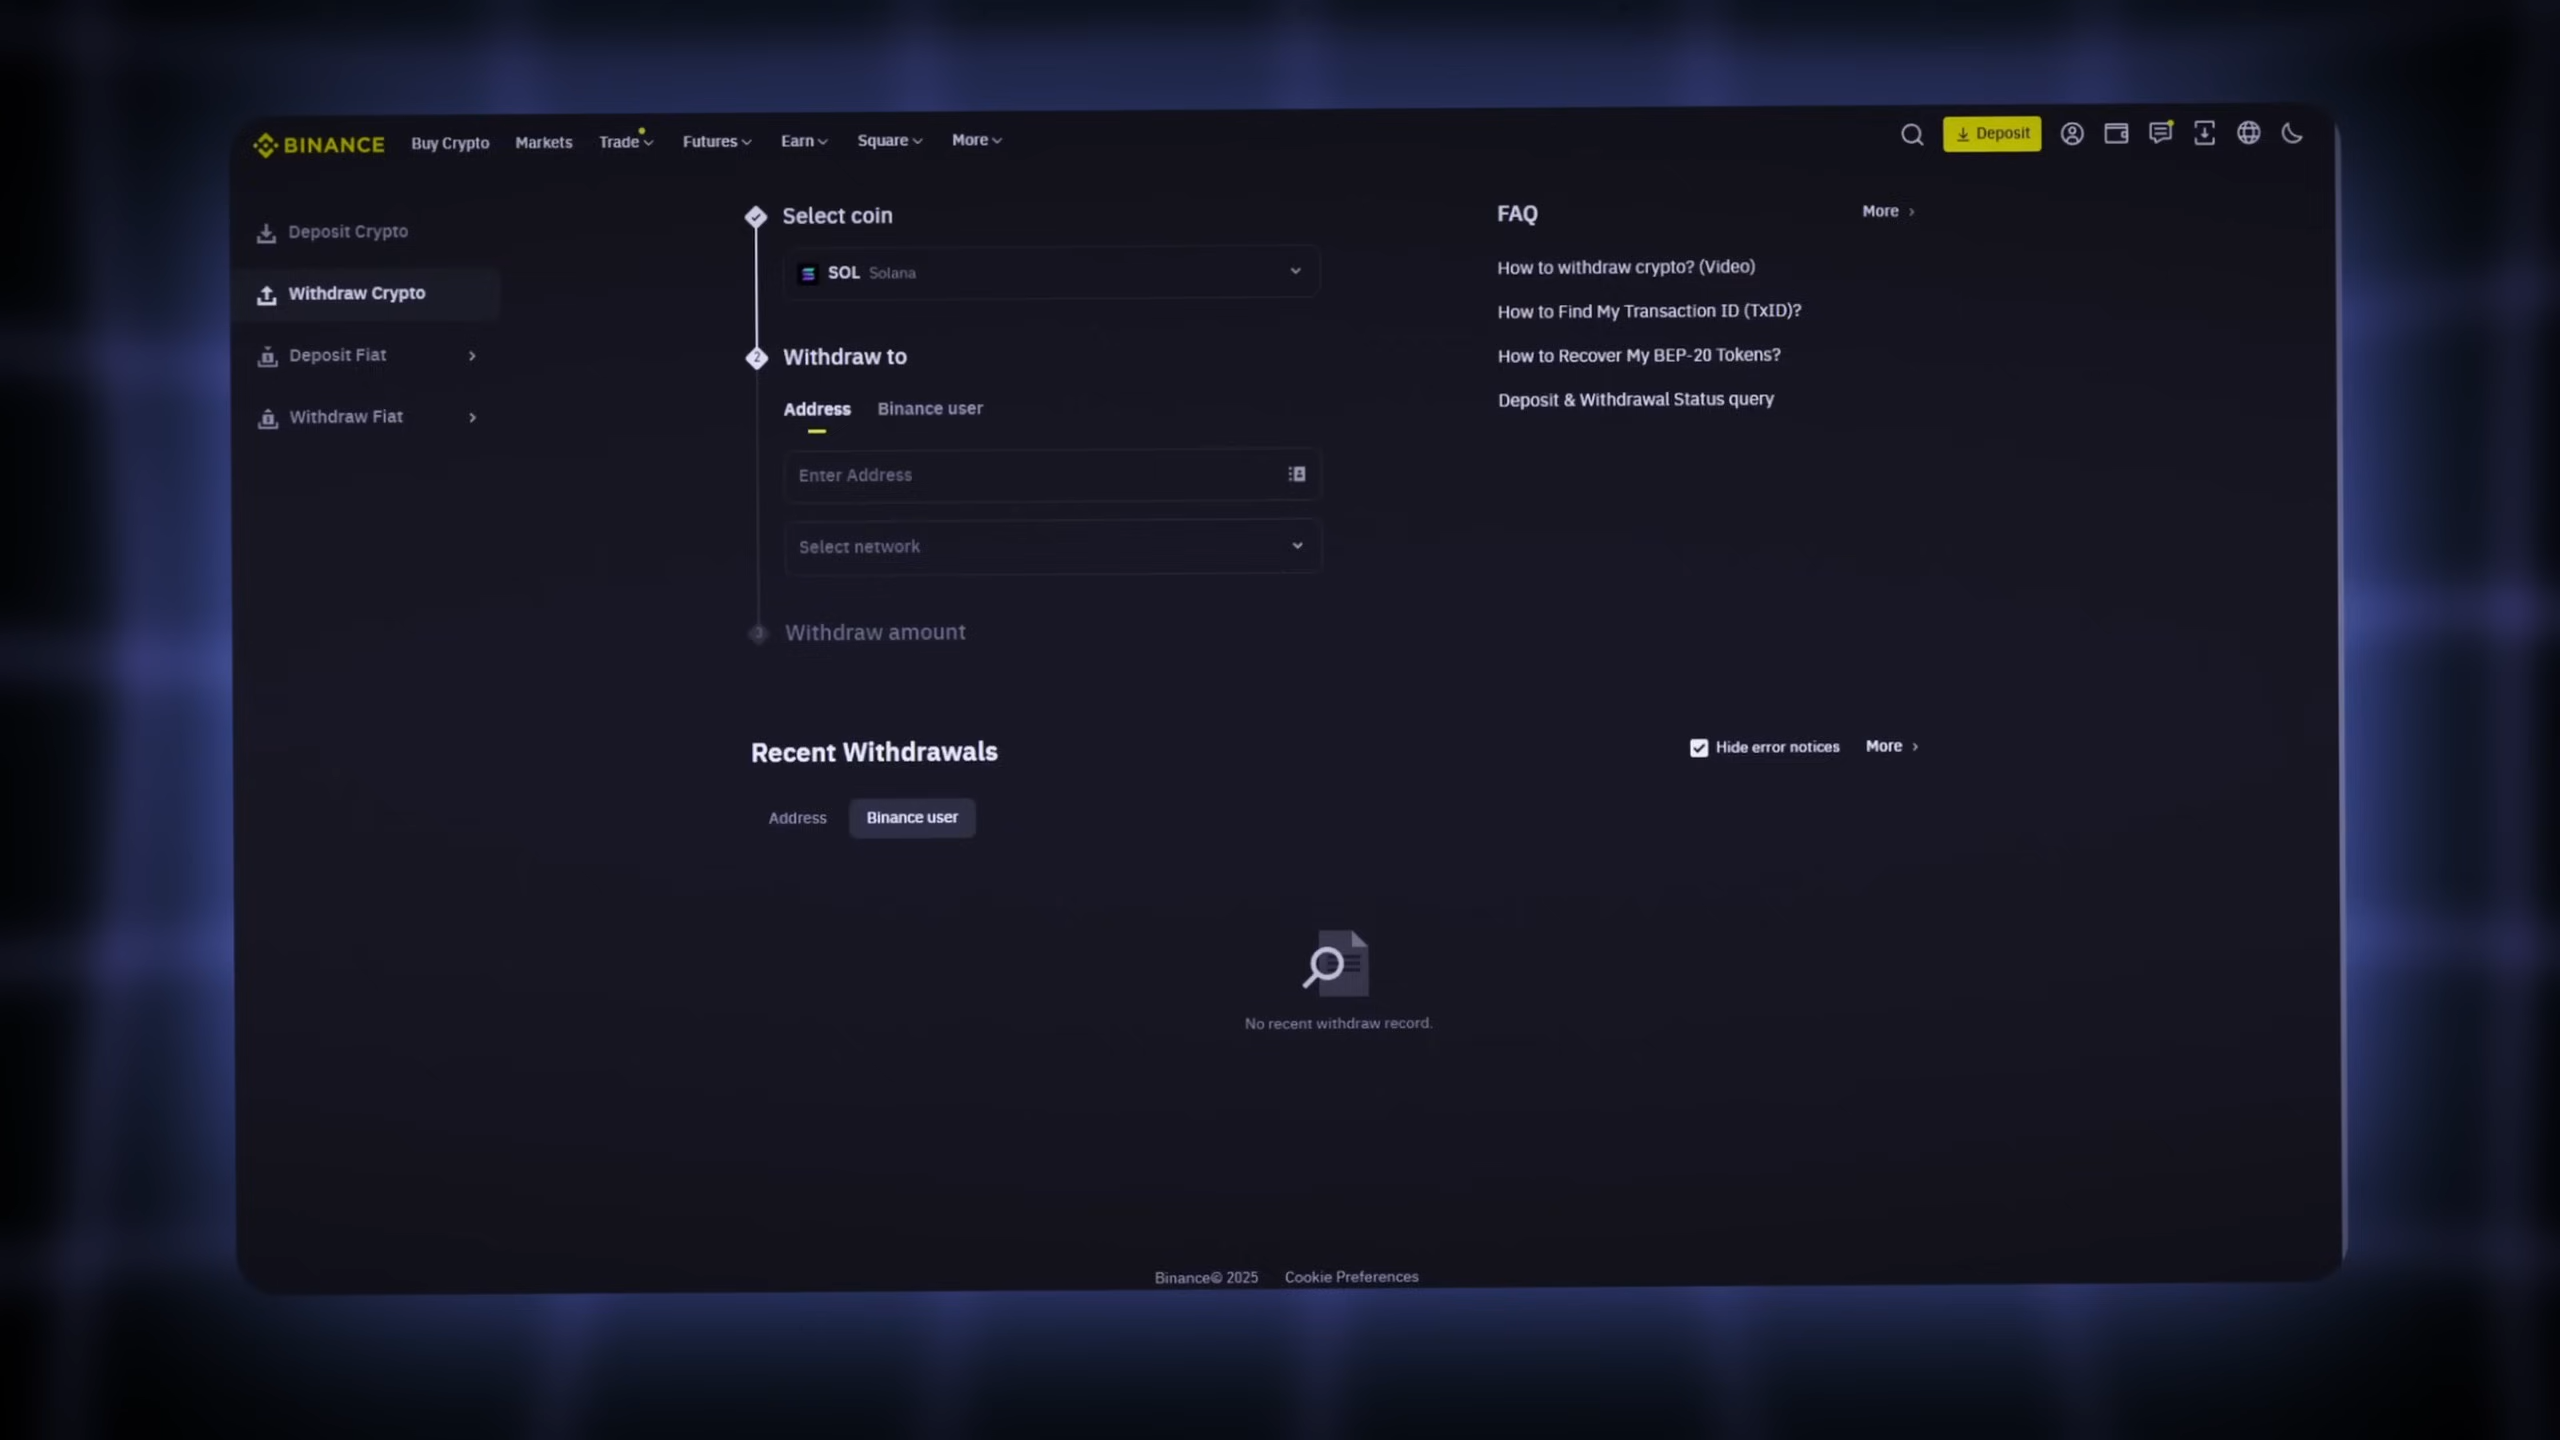 BINANCE Buy Crypto Markets Trade Futures Earn Square More Deposit
Deposit Crypto
Withdraw Crypto
Deposit Fiat
Withdraw Fiat
Select coin
SOL Solana
2 Withdraw to
Address Binance user
Enter Address
Select network
3 Withdraw amount
FAQ More
How to withdraw crypto? (Video)
How to Find My Transaction ID (TxID)?
How to Recover My BEP-20 Tokens?
Deposit & Withdrawal Status query
Recent Withdrawals
Hide error notices More
Address Binance user
No recent withdraw record.
Binance© 2025 Cookie Preferences